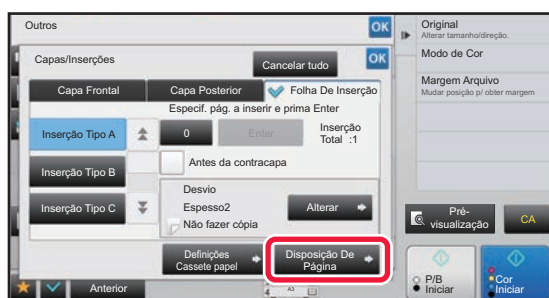 Outros
OK
Capas/Inserções
Cancelar tudo
OK
Capa Frontal
Capa Posterior
Folha De Inserção
Especif. pág. a inserir e prima Enter
Inserção Tipo A
0
Enter
Inserção
Total :1
Antes da contracapa
Inserção Tipo B
Inserção Tipo C
Desvio
Espesso2
Não fazer cópia
Alterar
Definições
Cassete papel
Disposição De
Página
Anterior
4
A3
Original
Alterar tamanho/direção.
Modo de Cor
Margem Arquivo
Mudar posição p/ obter margem
Pré-
visualização
CA
P/B
Iniciar
Cor
Iniciar